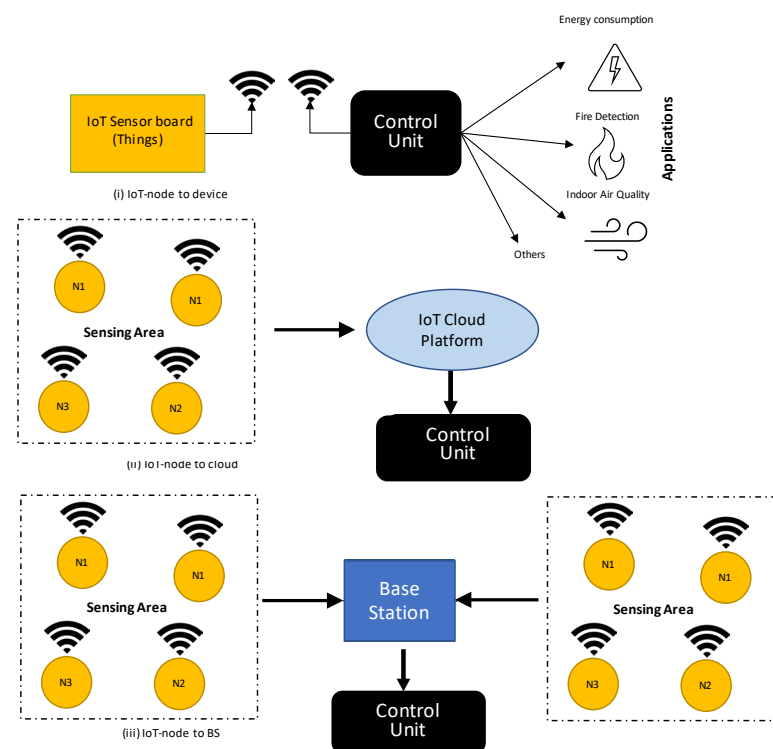 Energy consumption
IoT Sensor board
(Things)
Control
Unit
Fire Detection
Applications
(i) IoT-node to device
Indoor Air Quality
Others
N1
N1
Sensing Area
N3
N2
IoT Cloud
Platform
Control
Unit
(ii) IoT-node to cloud
N1
N1
Sensing Area
N3
N2
Base
Station
N1
N1
Sensing Area
N3
N2
Control
Unit
(iii) IoT-node to BS